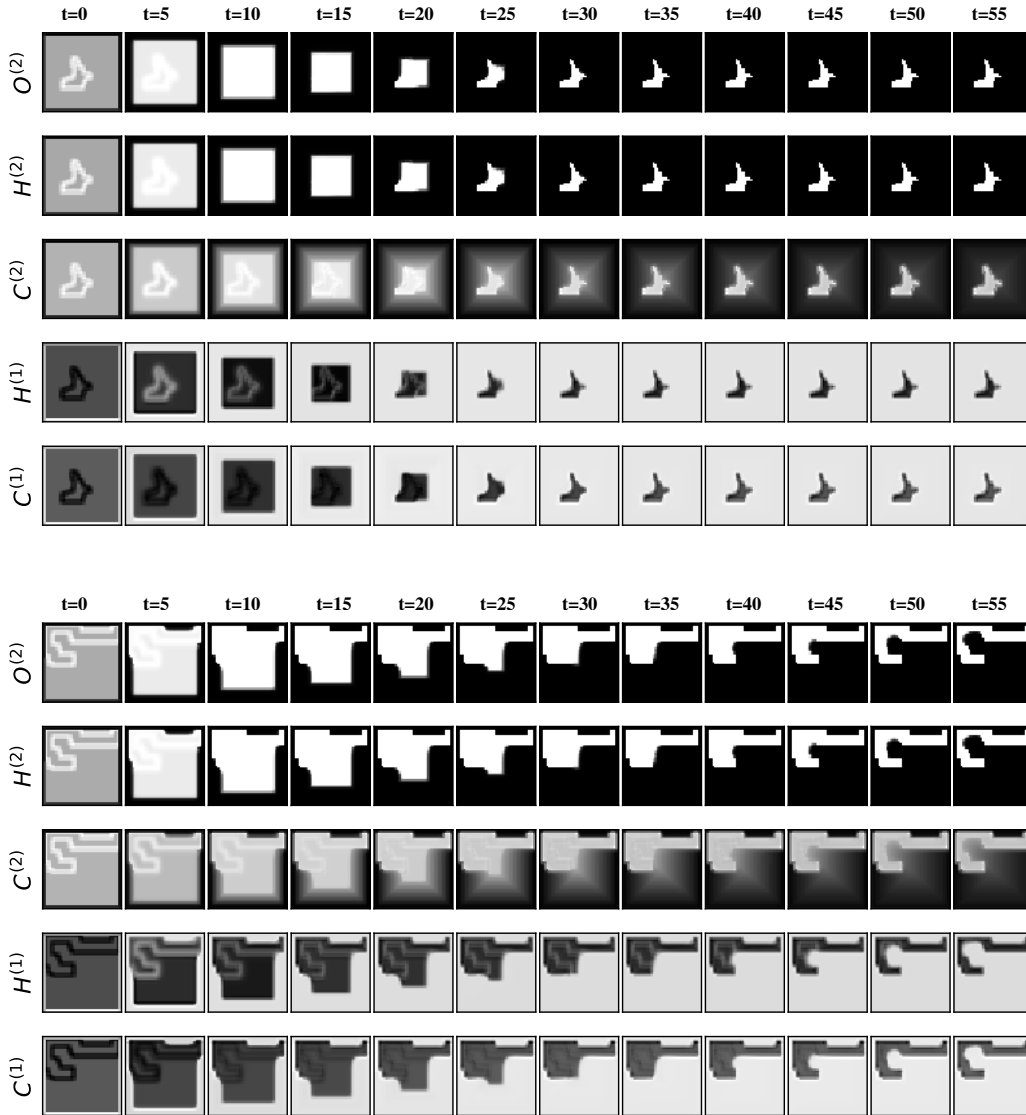 t=0 t=5 t=10 t=15 t=20 t=25 t=30 t=35 t=40 t=45 t=50 t=55
O^{(2)}
H^{(2)}
C^{(2)}
H^{(1)}
C^{(1)}
t=0 t=5 t=10 t=15 t=20 t=25 t=30 t=35 t=40 t=45 t=50 t=55
O^{(2)}
H^{(2)}
C^{(2)}
H^{(1)}
C^{(1)}